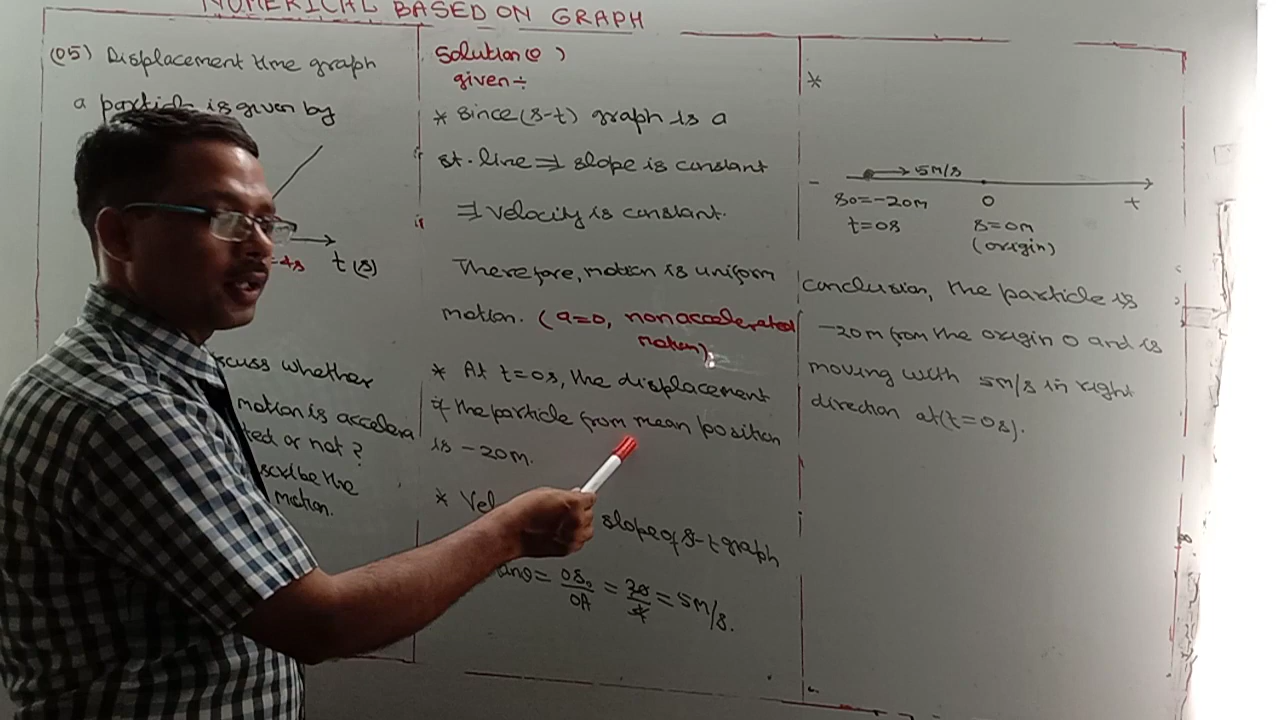 NUMERICAL BASED ON GRAPH
(05) Displacement time graph
a particle is given by
t(s)
whether
motion is accelera
ted or not ?
the
motion.
Solution(0 )
given÷
* since(s-t) graph is a
st. line ⇒ slope is constant
⇒ velocity is constant.
Therefore, motion is uniform
motion. (a=0, nonaccelerated
motion).
* At t=0s, the displacement
of the particle from mean position
is -20m.
* slope of s-t graph
= OS₀/OA = 20/4 = 5m/s.
*
→ 5m/s
S0=-20m 0 t
t=0s s=0m
(origin)
conclusion, the particle is
-20m from the origin O and is
moving with 5m/s in right
direction at(t=0s).